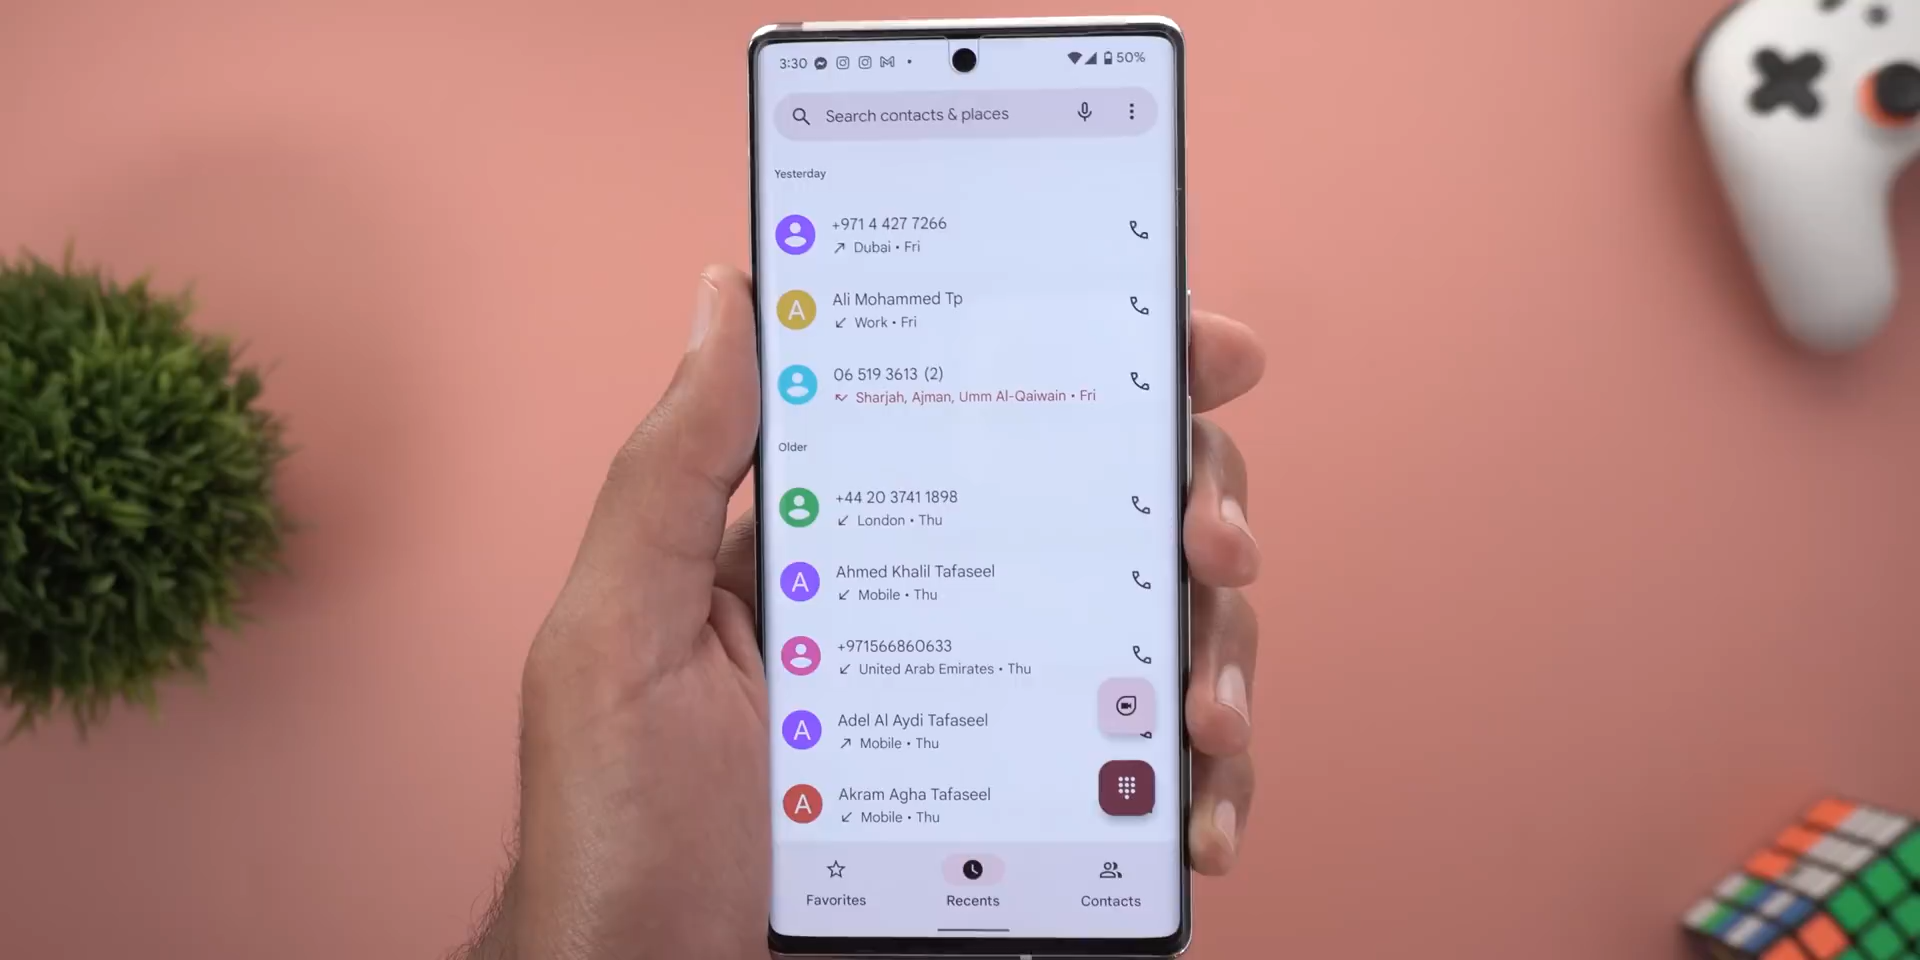 3:30
50%
Search contacts & places
Yesterday
+971 4 427 7266
Dubai • Fri
A
Ali Mohammed Tp
Work • Fri
06 519 3613 (2)
Sharjah, Ajman, Umm Al-Qaiwain • Fri
Older
+44 20 3741 1898
London • Thu
A
Ahmed Khalil Tafaseel
Mobile • Thu
+971566860633
United Arab Emirates • Thu
A
Adel Al Aydi Tafaseel
Mobile • Thu
A
Akram Agha Tafaseel
Mobile • Thu
Favorites
Recents
Contacts